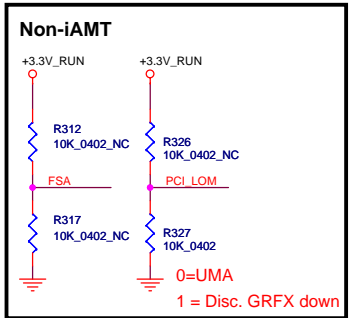 Non-iAMT
+3.3V_RUN +3.3V_RUN
R312
10K_0402_NC
R326
10K_0402_NC
FSA PCI_LOM
R317
10K_0402_NC
R327
10K_0402
0=UMA
1 = Disc. GRFX down